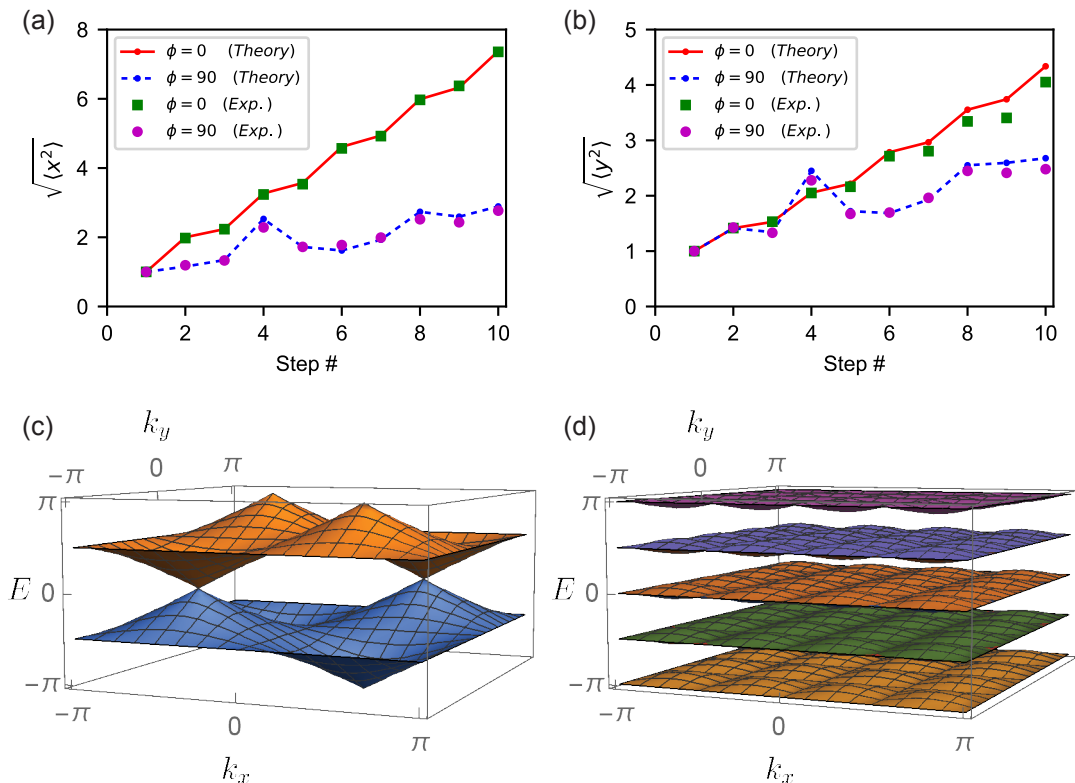 (a)
8
6
4
2
0
√⟨x²⟩
ϕ = 0 (Theory)
ϕ = 90 (Theory)
ϕ = 0 (Exp.)
ϕ = 90 (Exp.)
0 2 4 6 8 10
Step #
(b)
5
4
3
2
1
0
√⟨y²⟩
ϕ = 0 (Theory)
ϕ = 90 (Theory)
ϕ = 0 (Exp.)
ϕ = 90 (Exp.)
0 2 4 6 8 10
Step #
(c)
k_y
−π 0 π
π
E 0
−π
−π 0 π
k_x
(d)
k_y
−π 0 π
π
E 0
−π
−π 0 π
k_x